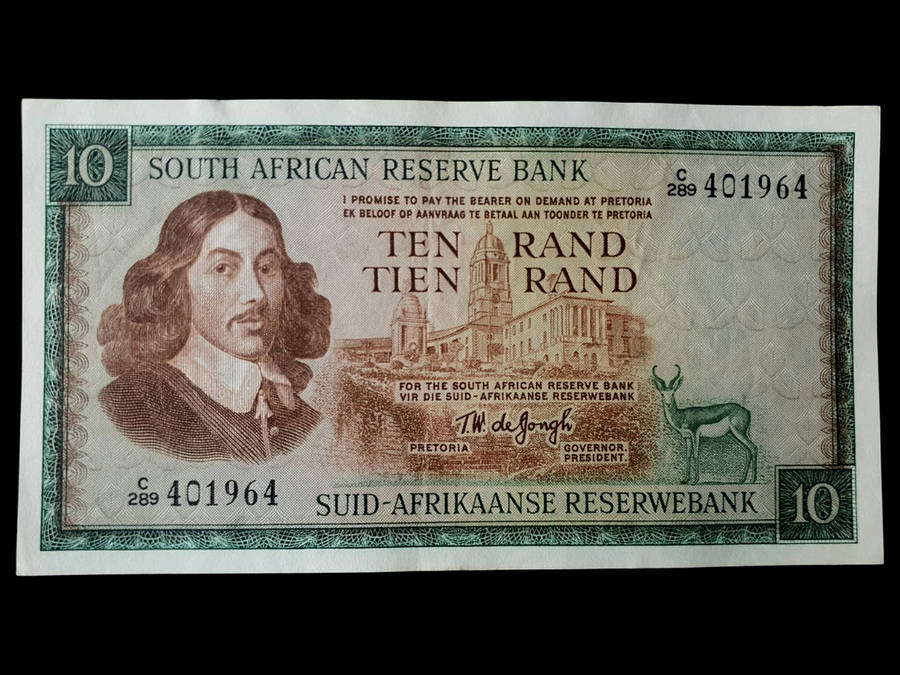 10 SOUTH AFRICAN RESERVE BANK
C/289 401964
I PROMISE TO PAY THE BEARER ON DEMAND AT PRETORIA
EK BELOOF OP AANVRAAG TE BETAAL AAN TOONDER TE PRETORIA
TEN RAND
TIEN RAND
FOR THE SOUTH AFRICAN RESERVE BANK
VIR DIE SUID-AFRIKAANSE RESERWEBANK
T.W. de Jongh
PRETORIA GOVERNOR.
PRESIDENT.
C/289 401964
SUID-AFRIKAANSE RESERWEBANK 10